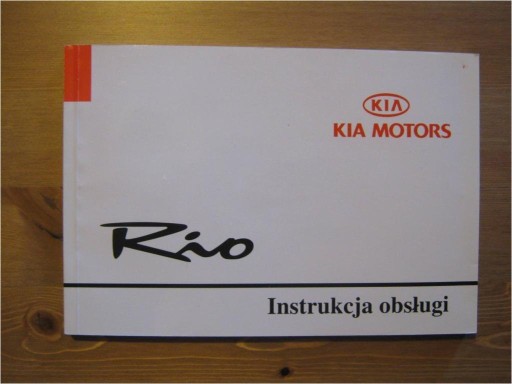 KIA
KIA MOTORS
Rio
Instrukcja obsługi